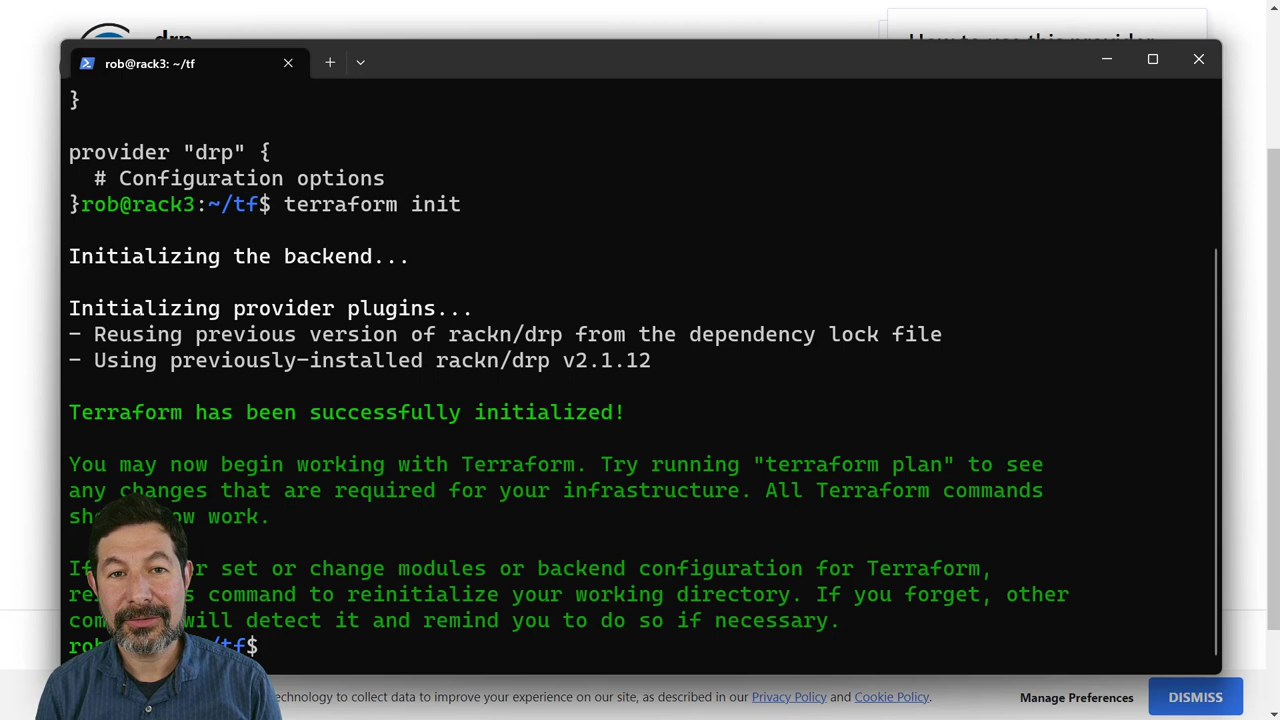 drp
How to use this provider
rob@rack3: ~/tf
}
provider "drp" {
# Configuration options
}rob@rack3:~/tf$ terraform init
Initializing the backend...
Initializing provider plugins...
- Reusing previous version of rackn/drp from the dependency lock file
- Using previously-installed rackn/drp v2.1.12
Terraform has been successfully initialized!
You may now begin working with Terraform. Try running "terraform plan" to see
any changes that are required for your infrastructure. All Terraform commands
work.
set or change modules or backend configuration for Terraform,
command to reinitialize your working directory. If you forget, other
will detect it and remind you to do so if necessary.
/tf$
to collect data to improve your experience on our site, as described in our Privacy Policy and Cookie Policy.
Manage Preferences
DISMISS